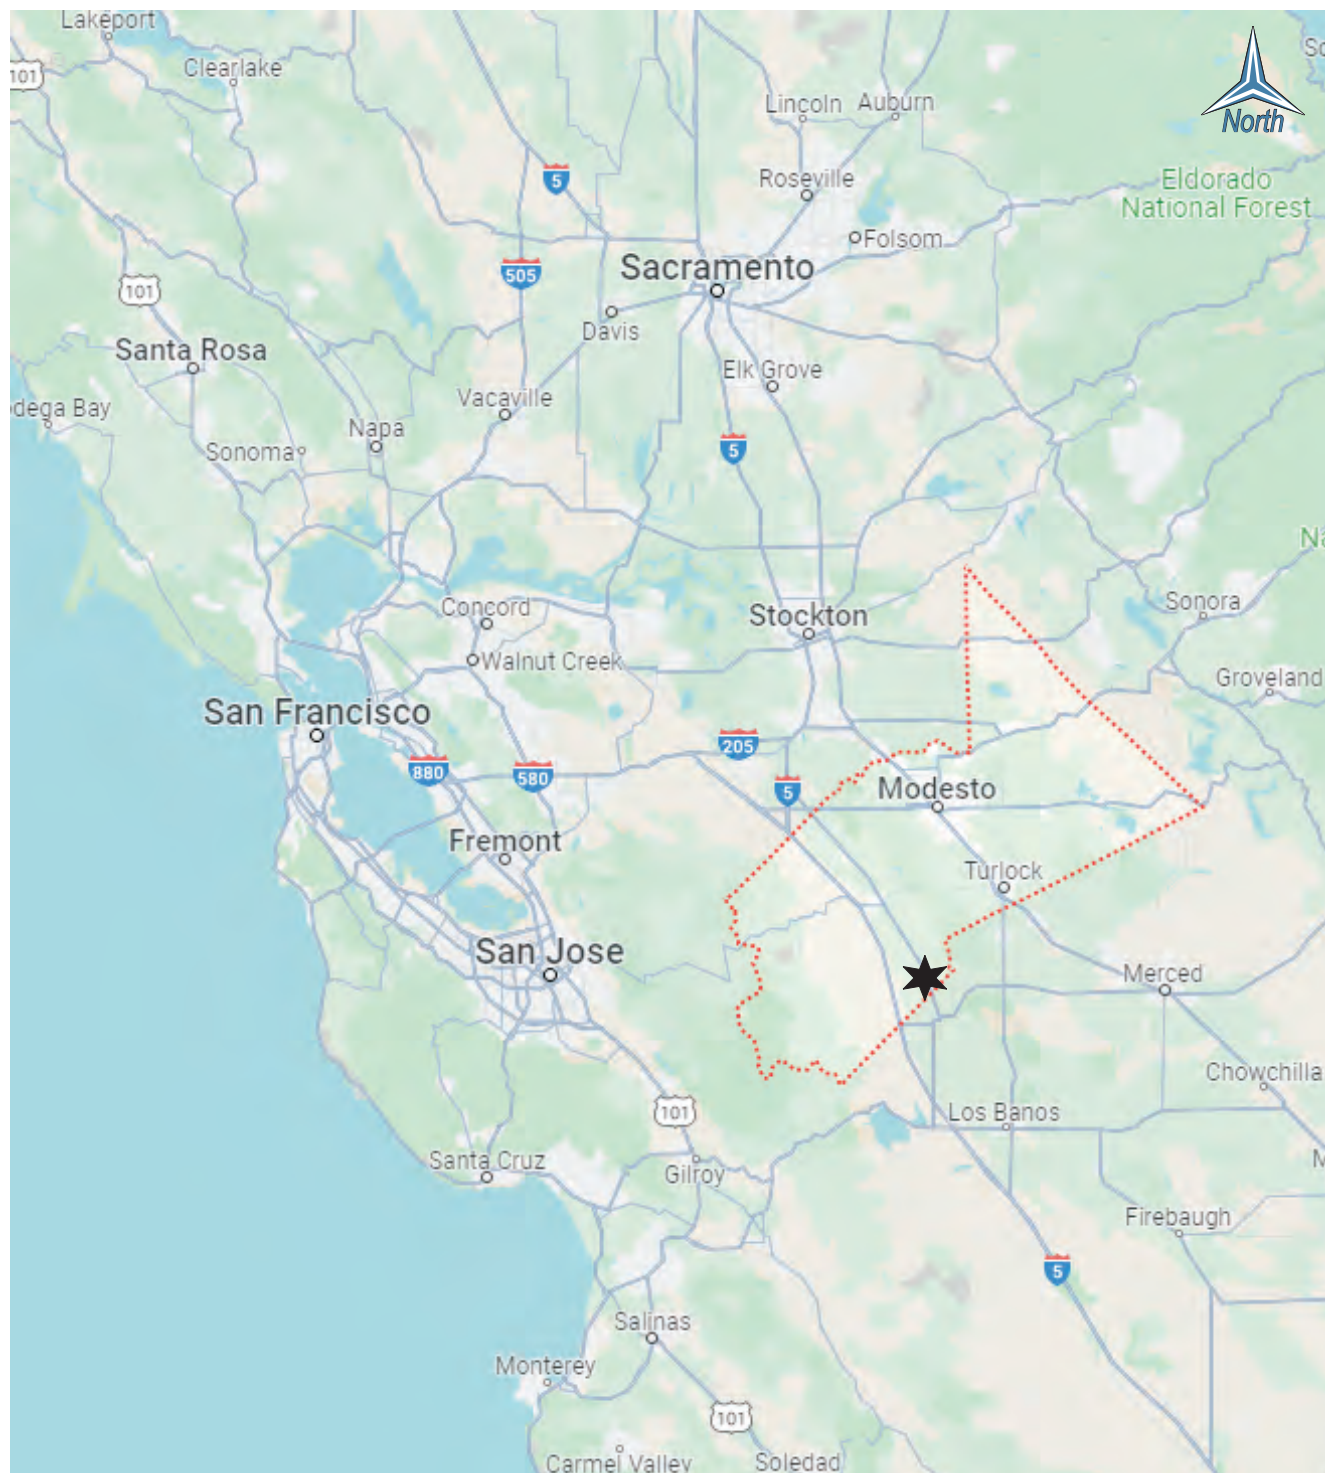 Lakeport
101
Clearlake
Lincoln
Auburn
North
5
Roseville
Eldorado
National Forest
Folsom
Sacramento
505
101
Davis
Santa Rosa
Elk Grove
Vacaville
odega Bay
Napa
Sonoma
5
Concord
Stockton
Sonora
Walnut Creek
Groveland
San Francisco
205
880
580
5
Modesto
Fremont
Turlock
San Jose
Merced
Chowchilla
101
Los Banos
Santa Cruz
Gilroy
Firebaugh
5
Salinas
Monterey
101
Carmel Valley
Soledad